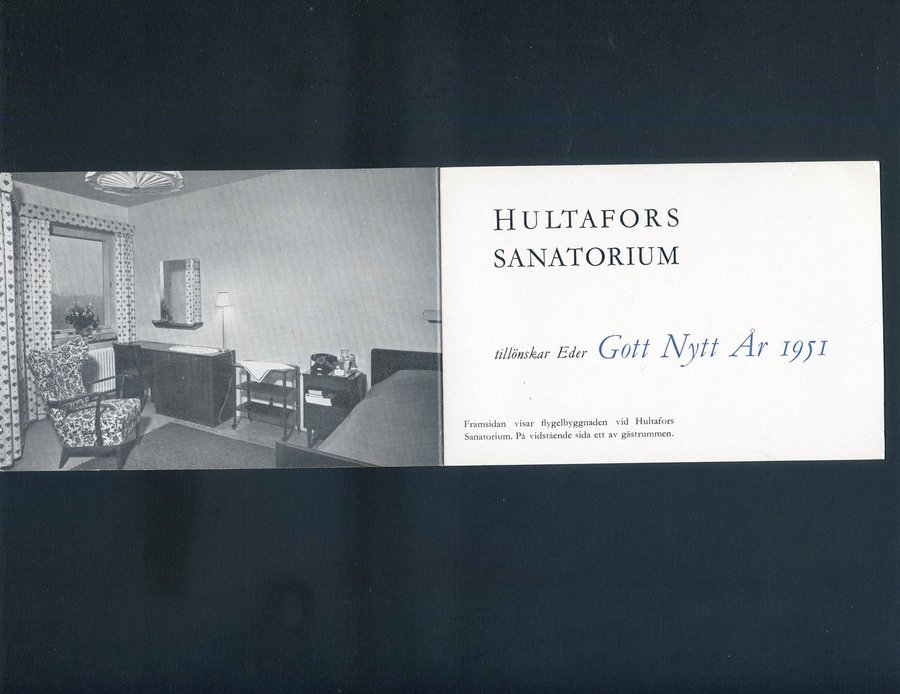 HULTAFORS
SANATORIUM
tillönskar Eder Gott Nytt År 1951
Framsidan visar flygelbyggnaden vid Hultafors
Sanatorium. På vidstående sida ett av gästrummen.